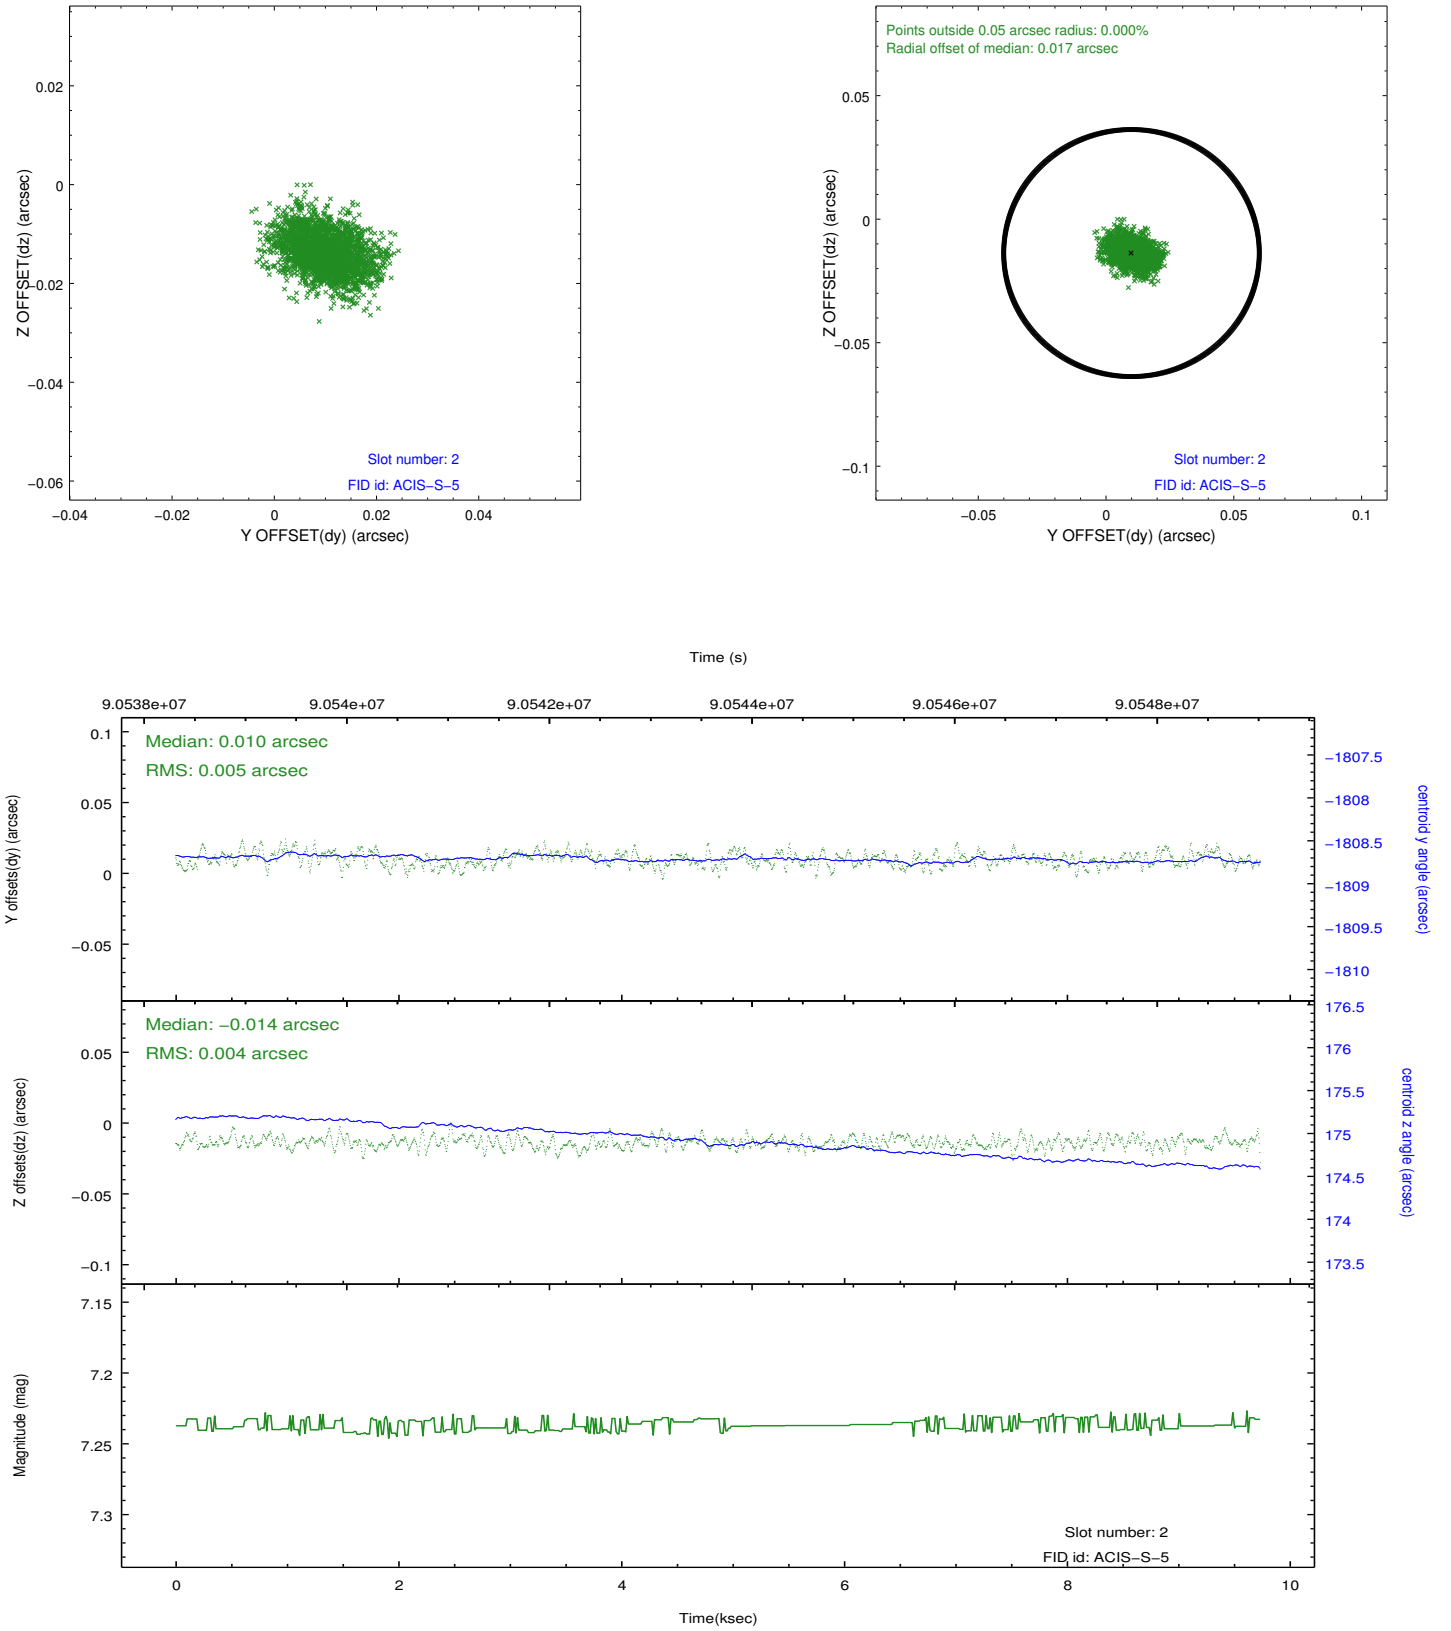 0.02
0
−0.02
−0.04
−0.06
Z OFFSET(dz) (arcsec)
−0.04
−0.02
0
0.02
0.04
Y OFFSET(dy) (arcsec)
Slot number: 2
FID id: ACIS−S−5
Points outside 0.05 arcsec radius: 0.000%
Radial offset of median: 0.017 arcsec
0.05
0
−0.05
−0.1
Z OFFSET(dz) (arcsec)
−0.05
0
0.05
0.1
Y OFFSET(dy) (arcsec)
Slot number: 2
FID id: ACIS−S−5
Time (s)
9.0538e+07
9.054e+07
9.0542e+07
9.0544e+07
9.0546e+07
9.0548e+07
Median: 0.010 arcsec
RMS: 0.005 arcsec
0.1
0.05
0
−0.05
Y offsets(dy) (arcsec)
−1807.5
−1808
−1808.5
−1809
−1809.5
−1810
centroid y angle (arcsec)
Median: −0.014 arcsec
RMS: 0.004 arcsec
0.05
0
−0.05
−0.1
Z offsets(dz) (arcsec)
176.5
176
175.5
175
174.5
174
173.5
centroid z angle (arcsec)
7.15
7.2
7.25
7.3
Magnitude (mag)
Slot number: 2
FID id: ACIS−S−5
0
2
4
6
8
10
Time(ksec)